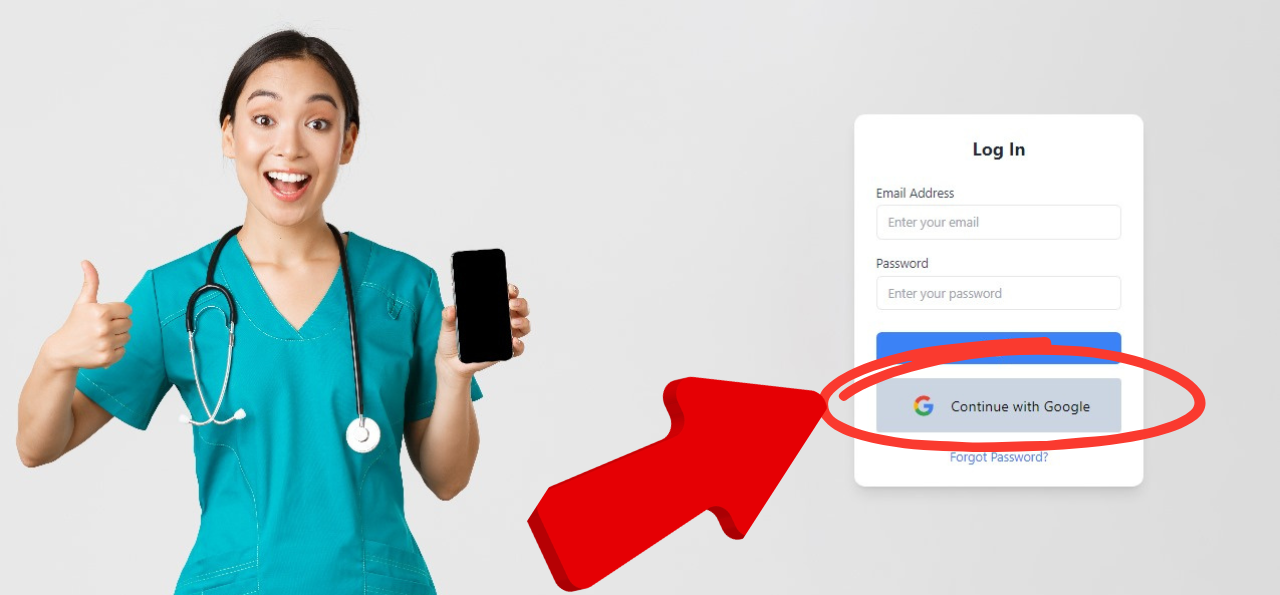 Log In
Email Address
Enter your email
Password
Enter your password
Continue with Google
Forgot Password?